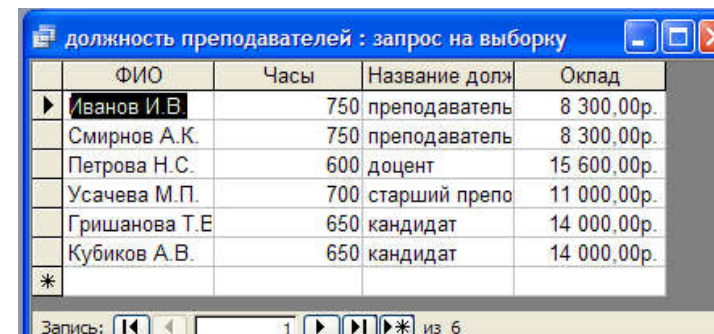 должность преподавателей : запрос на выборку
ФИО Часы Название долж Оклад
Иванов И.В. 750 преподаватель 8 300,00р.
Смирнов А.К. 750 преподаватель 8 300,00р.
Петрова Н.С. 600 доцент 15 600,00р.
Усачева М.П. 700 старший препо 11 000,00р.
Гришанова Т.В 650 кандидат 14 000,00р.
Кубиков А.В. 650 кандидат 14 000,00р.
Запись: 1 из 6